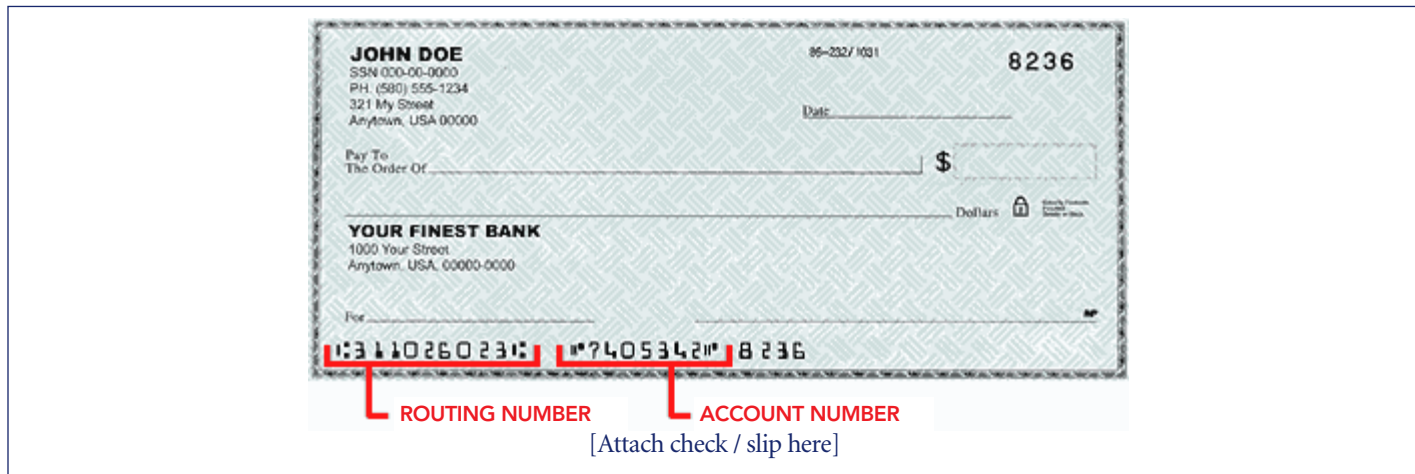 JOHN DOE
SSN 000-00-0000
PH. (580) 555-1234
321 My Street
Anytown, USA 00000
86-232/1031
8236
Date
Pay To
The Order Of
$
Dollars
YOUR FINEST BANK
1000 Your Street
Anytown, USA, 00000-0000
For
MP
⑆311026023⑆ ⑈7405342⑈ 8236
ROUTING NUMBER
ACCOUNT NUMBER
[Attach check / slip here]